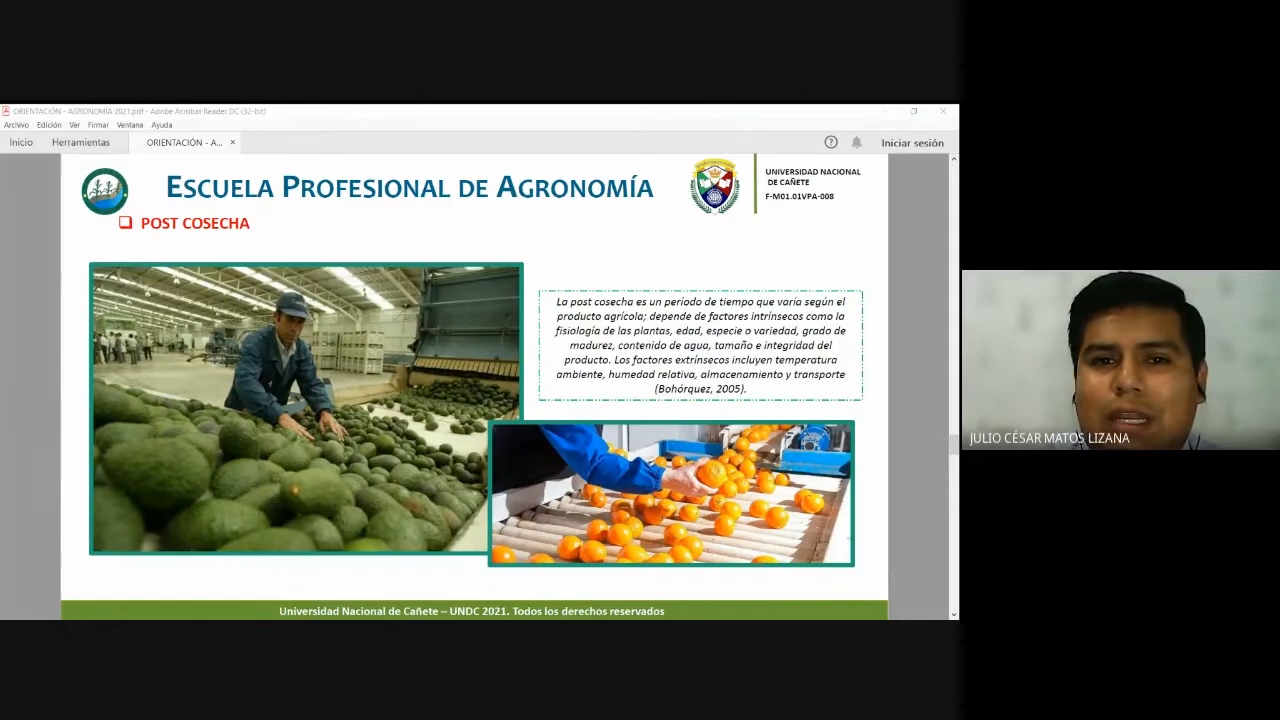 ORIENTACIÓN - AGRONOMIA 2021.pdf - Adobe Acrobat Reader DC (32-bit)
Archivo Edición Ver Firmar Ventana Ayuda
Inicio Herramientas ORIENTACIÓN - A... × Iniciar sesión
ESCUELA PROFESIONAL DE AGRONOMÍA
UNIVERSIDAD NACIONAL
DE CAÑETE
F-M01.01VPA-008
POST COSECHA
La post cosecha es un período de tiempo que varía según el
producto agrícola; depende de factores intrínsecos como la
fisiología de las plantas, edad, especie o variedad, grado de
madurez, contenido de agua, tamaño e integridad del
producto. Los factores extrínsecos incluyen temperatura
ambiente, humedad relativa, almacenamiento y transporte
(Bohórquez, 2005).
JULIO CÉSAR MATOS LIZANA
Universidad Nacional de Cañete – UNDC 2021. Todos los derechos reservados